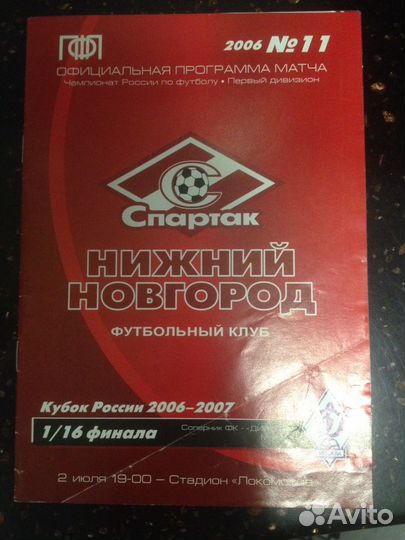 ПФЛ
2006 №11
ОФИЦИАЛЬНАЯ ПРОГРАММА МАТЧА
Чемпионат России по футболу • Первый дивизион
Спартак
НИЖНИЙ
НОВГОРОД
ФУТБОЛЬНЫЙ КЛУБ
Кубок России 2006-2007
1/16 финала
Соперник ФК
2 июля 19-00 — Стадион «Локомотив»
Avito